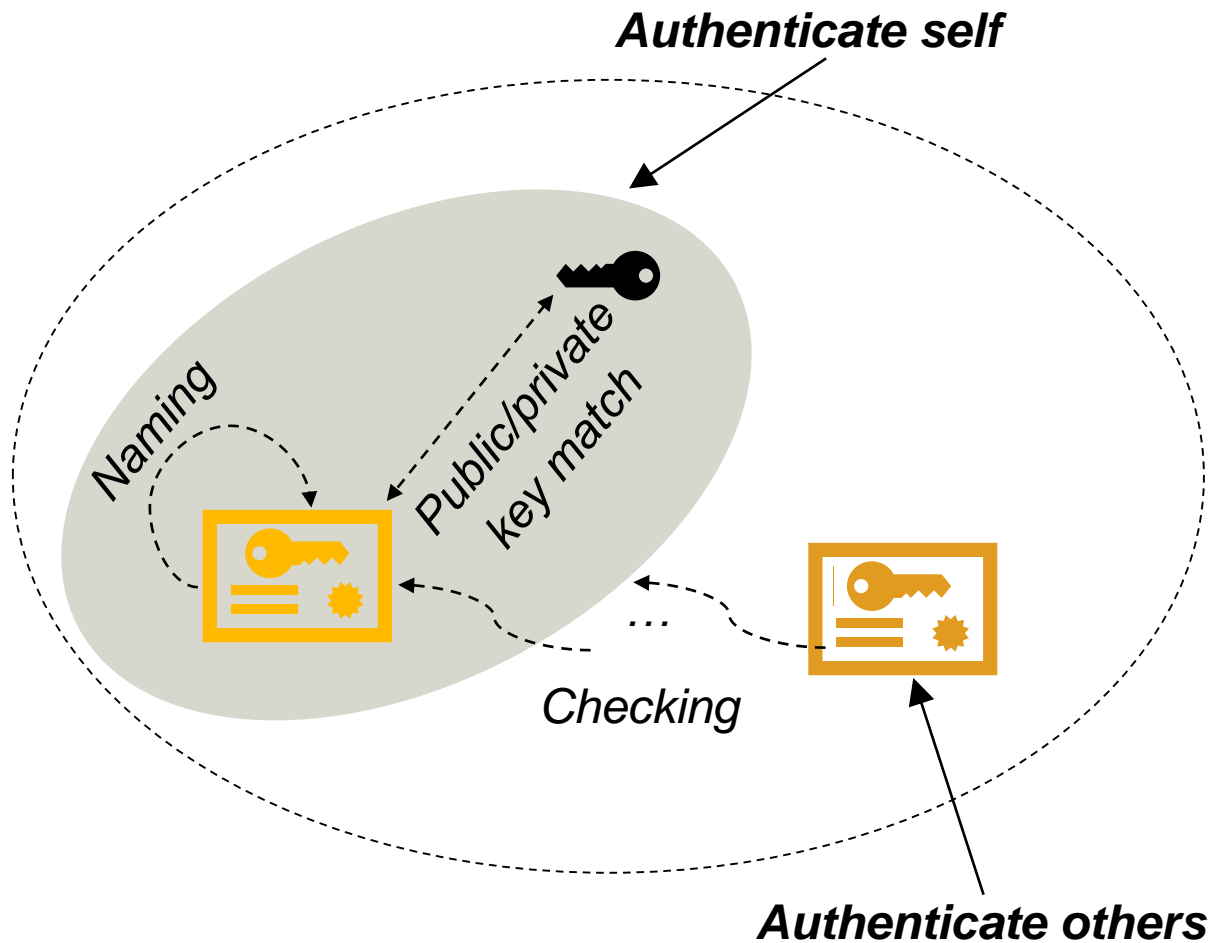 Authenticate self
Naming
Public/private
key match
…
Checking
Authenticate others